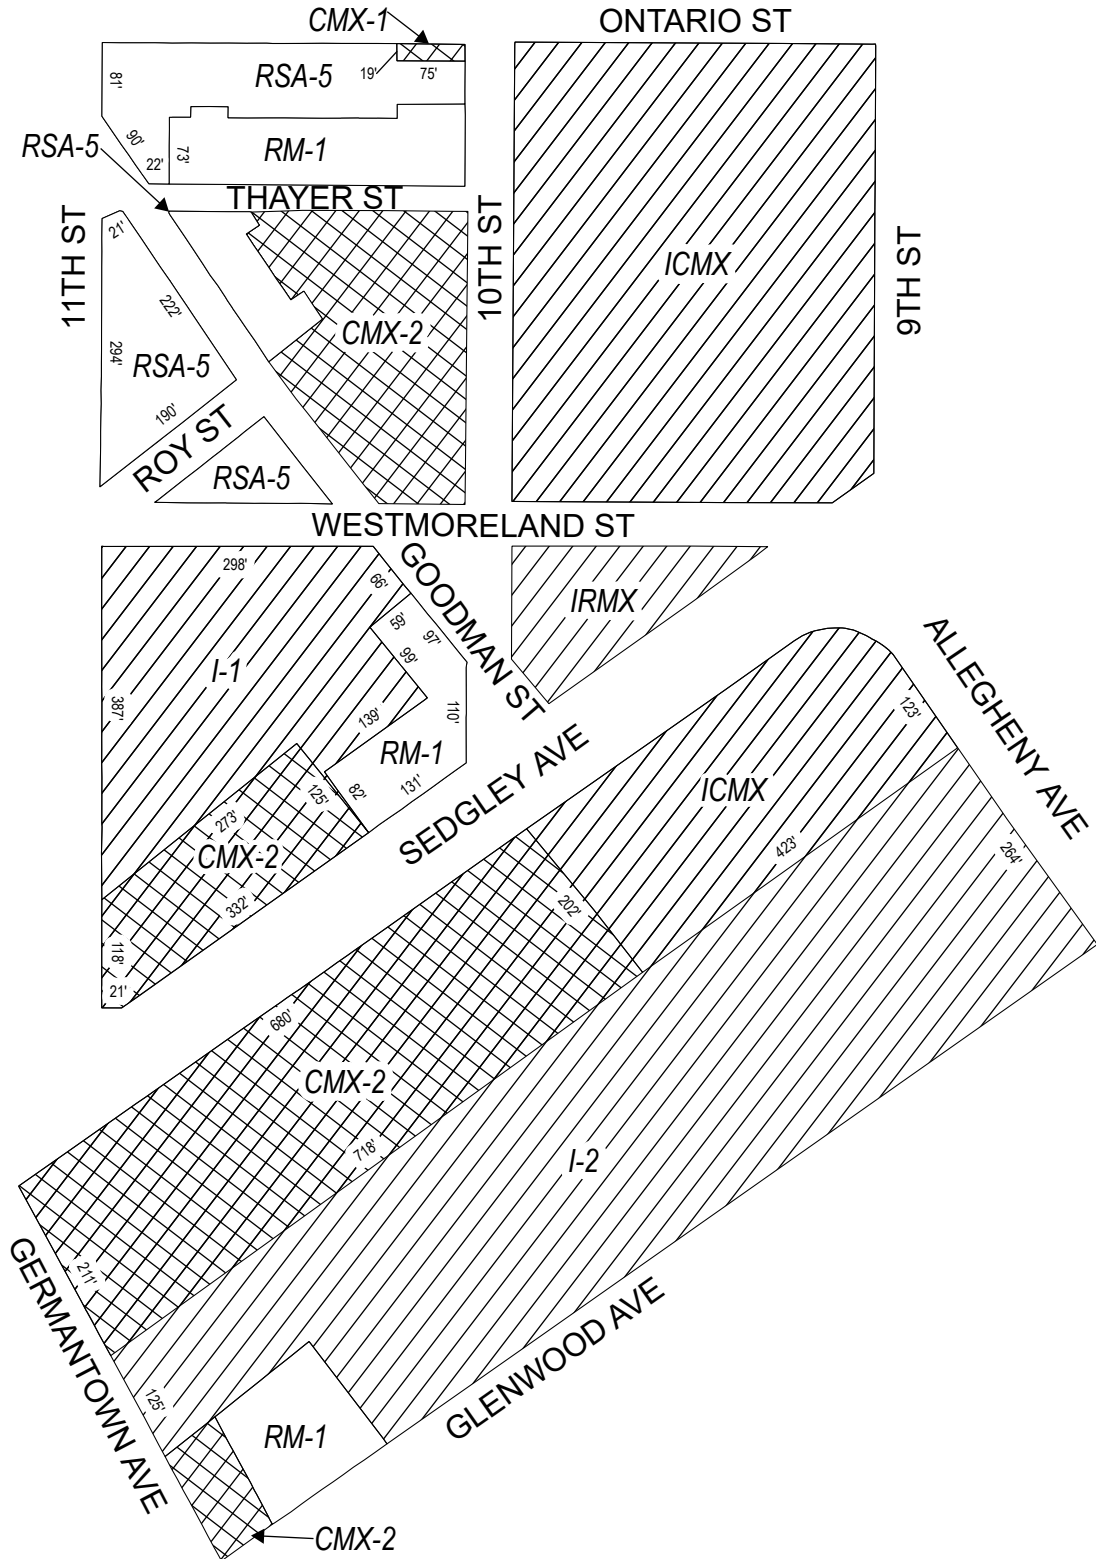 CMX-1
ONTARIO ST
81'
RSA-5
19'
75'
90'
22'
73'
RM-1
RSA-5
THAYER ST
11TH ST
21'
222'
294'
RSA-5
190'
ROY ST
CMX-2
10TH ST
ICMX
9TH ST
RSA-5
WESTMORELAND ST
298'
66'
GOODMAN ST
59'
97'
99'
IRMX
I-1
387'
139'
110'
RM-1
125'
82'
131'
SEDGLEY AVE
273'
CMX-2
332'
118'
21'
ALLEGHENY AVE
123'
ICMX
423'
264'
202'
680'
CMX-2
718'
I-2
211'
GERMANTOWN AVE
125'
RM-1
GLENWOOD AVE
CMX-2